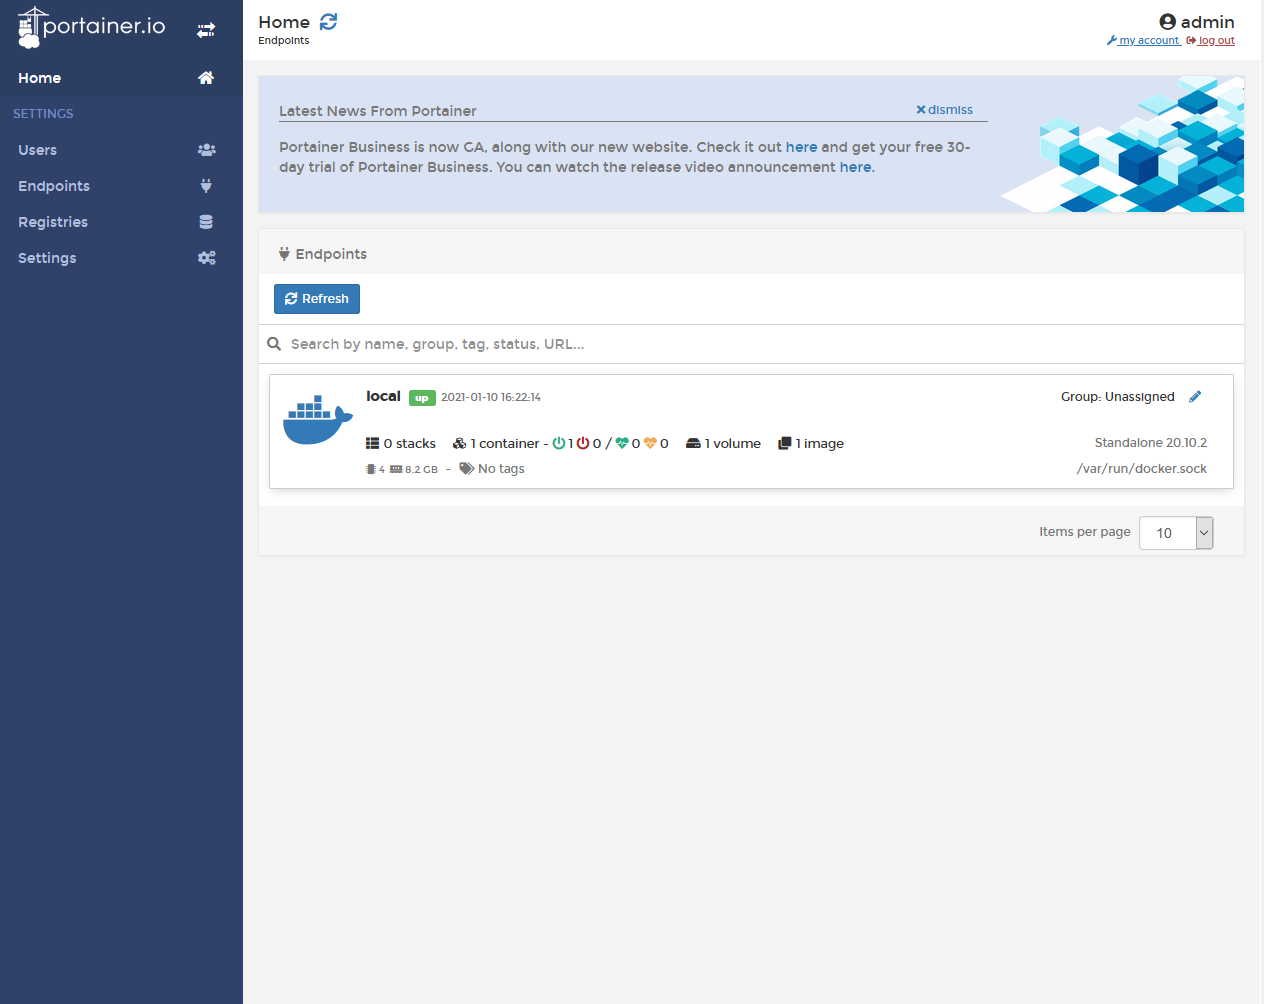 portainer.io
Home
SETTINGS
Users
Endpoints
Registries
Settings
Home
Endpoints
admin
my account log out
Latest News From Portainer
dismiss
Portainer Business is now GA, along with our new website. Check it out here and get your free 30-
day trial of Portainer Business. You can watch the release video announcement here.
Endpoints
Refresh
Search by name, group, tag, status, URL...
local up 2021-01-10 16:22:14
Group: Unassigned
0 stacks 1 container - 1 0 / 0 0 1 volume 1 image
Standalone 20.10.2
4 8.2 GB - No tags
/var/run/docker.sock
Items per page 10